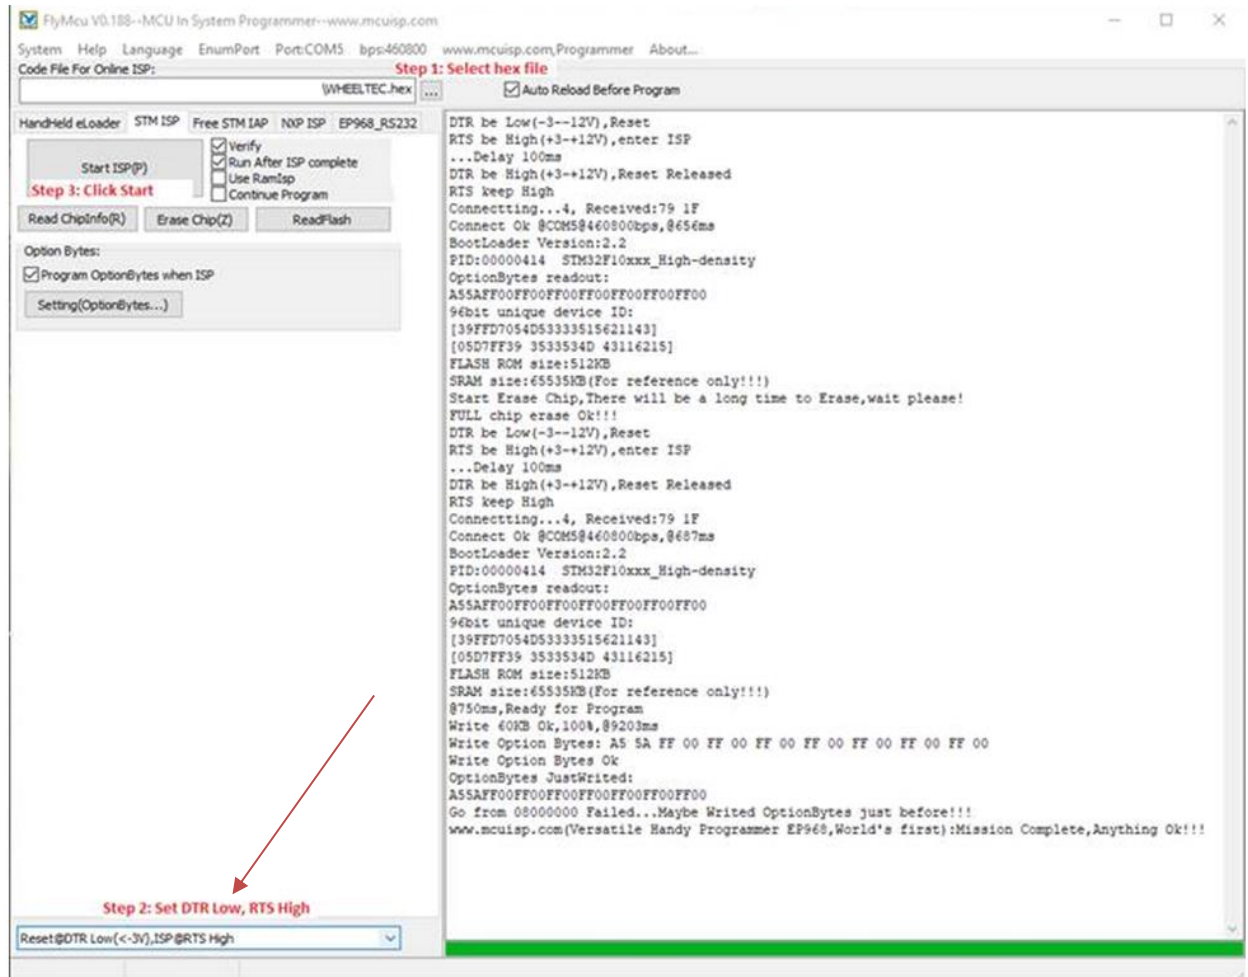 FlyMcu V0.188--MCU In System Programmer--www.mcuisp.com
System Help Language EnumPort Port:COM5 bps:460800 www.mcuisp.com,Programmer About...
Code File For Online ISP:
Step 1: Select hex file
\WHEELTEC.hex ... Auto Reload Before Program
HandHeld eLoader STM ISP Free STM IAP NXP ISP EP968_RS232
Start ISP(P)
Verify
Run After ISP complete
Use RamIsp
Continue Program
Step 3: Click Start
Read ChipInfo(R) Erase Chip(Z) ReadFlash
Option Bytes:
Program OptionBytes when ISP
Setting(OptionBytes...)
Step 2: Set DTR Low, RTS High
Reset@DTR Low(<-3V),ISP@RTS High
DTR be Low(-3--12V),Reset
RTS be High(+3-+12V),enter ISP
...Delay 100ms
DTR be High(+3-+12V),Reset Released
RTS keep High
Connectting...4, Received:79 1F
Connect Ok @COM5@460800bps,@656ms
BootLoader Version:2.2
PID:00000414 STM32F10xxx_High-density
OptionBytes readout:
A55AFF00FF00FF00FF00FF00FF00FF00
96bit unique device ID:
[39FFD7054D53333515621143]
[05D7FF39 3533534D 43116215]
FLASH ROM size:512KB
SRAM size:65535KB(For reference only!!!)
Start Erase Chip,There will be a long time to Erase,wait please!
FULL chip erase Ok!!!
DTR be Low(-3--12V),Reset
RTS be High(+3-+12V),enter ISP
...Delay 100ms
DTR be High(+3-+12V),Reset Released
RTS keep High
Connectting...4, Received:79 1F
Connect Ok @COM5@460800bps,@687ms
BootLoader Version:2.2
PID:00000414 STM32F10xxx_High-density
OptionBytes readout:
A55AFF00FF00FF00FF00FF00FF00FF00
96bit unique device ID:
[39FFD7054D53333515621143]
[05D7FF39 3533534D 43116215]
FLASH ROM size:512KB
SRAM size:65535KB(For reference only!!!)
@750ms,Ready for Program
Write 60KB Ok,100%,@9203ms
Write Option Bytes: A5 5A FF 00 FF 00 FF 00 FF 00 FF 00 FF 00 FF 00
Write Option Bytes Ok
OptionBytes JustWrited:
A55AFF00FF00FF00FF00FF00FF00FF00
Go from 08000000 Failed...Maybe Writed OptionBytes just before!!!
www.mcuisp.com(Versatile Handy Programmer EP968,World's first):Mission Complete,Anything Ok!!!